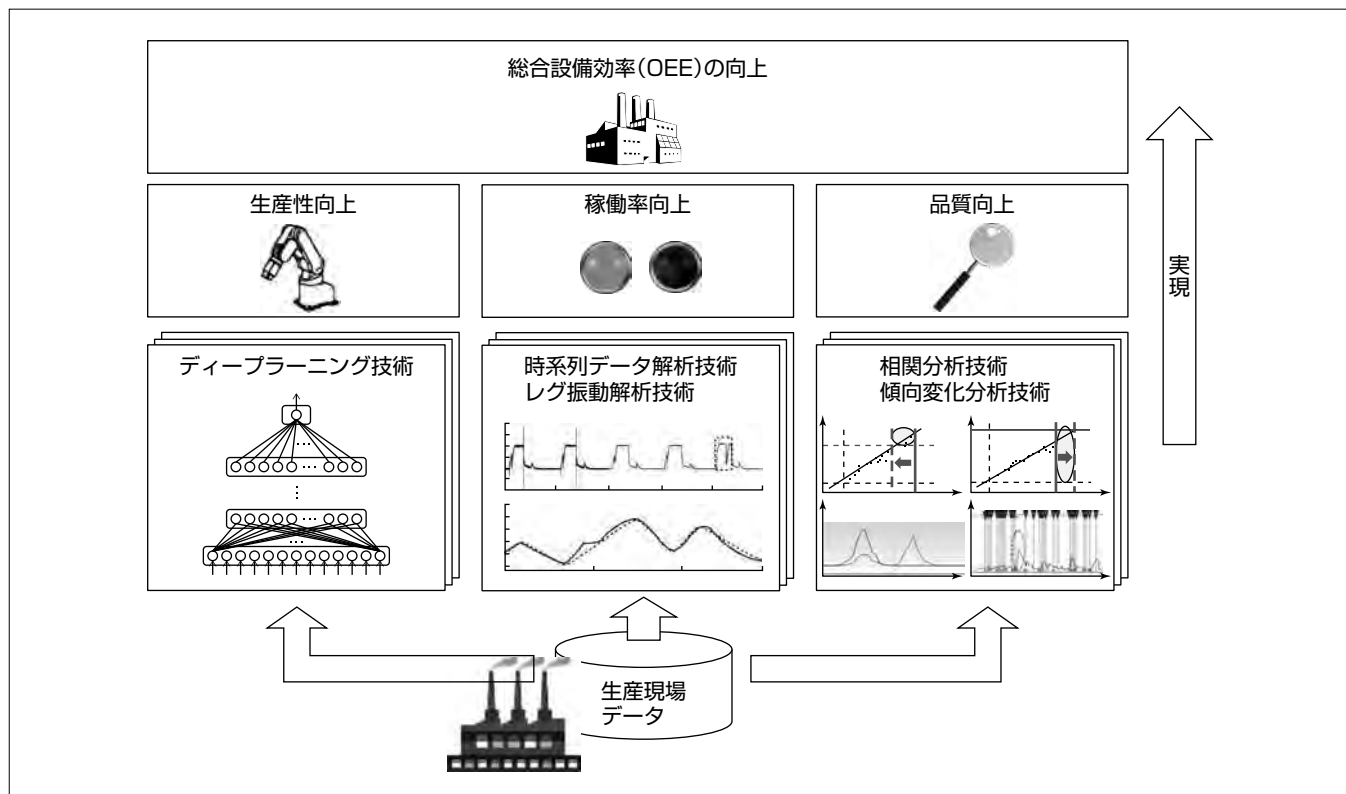 総合設備効率(OEE)の向上
生産性向上
稼働率向上
品質向上
実現
ディープラーニング技術
時系列データ解析技術
レグ振動解析技術
相関分析技術
傾向変化分析技術
生産現場
データ